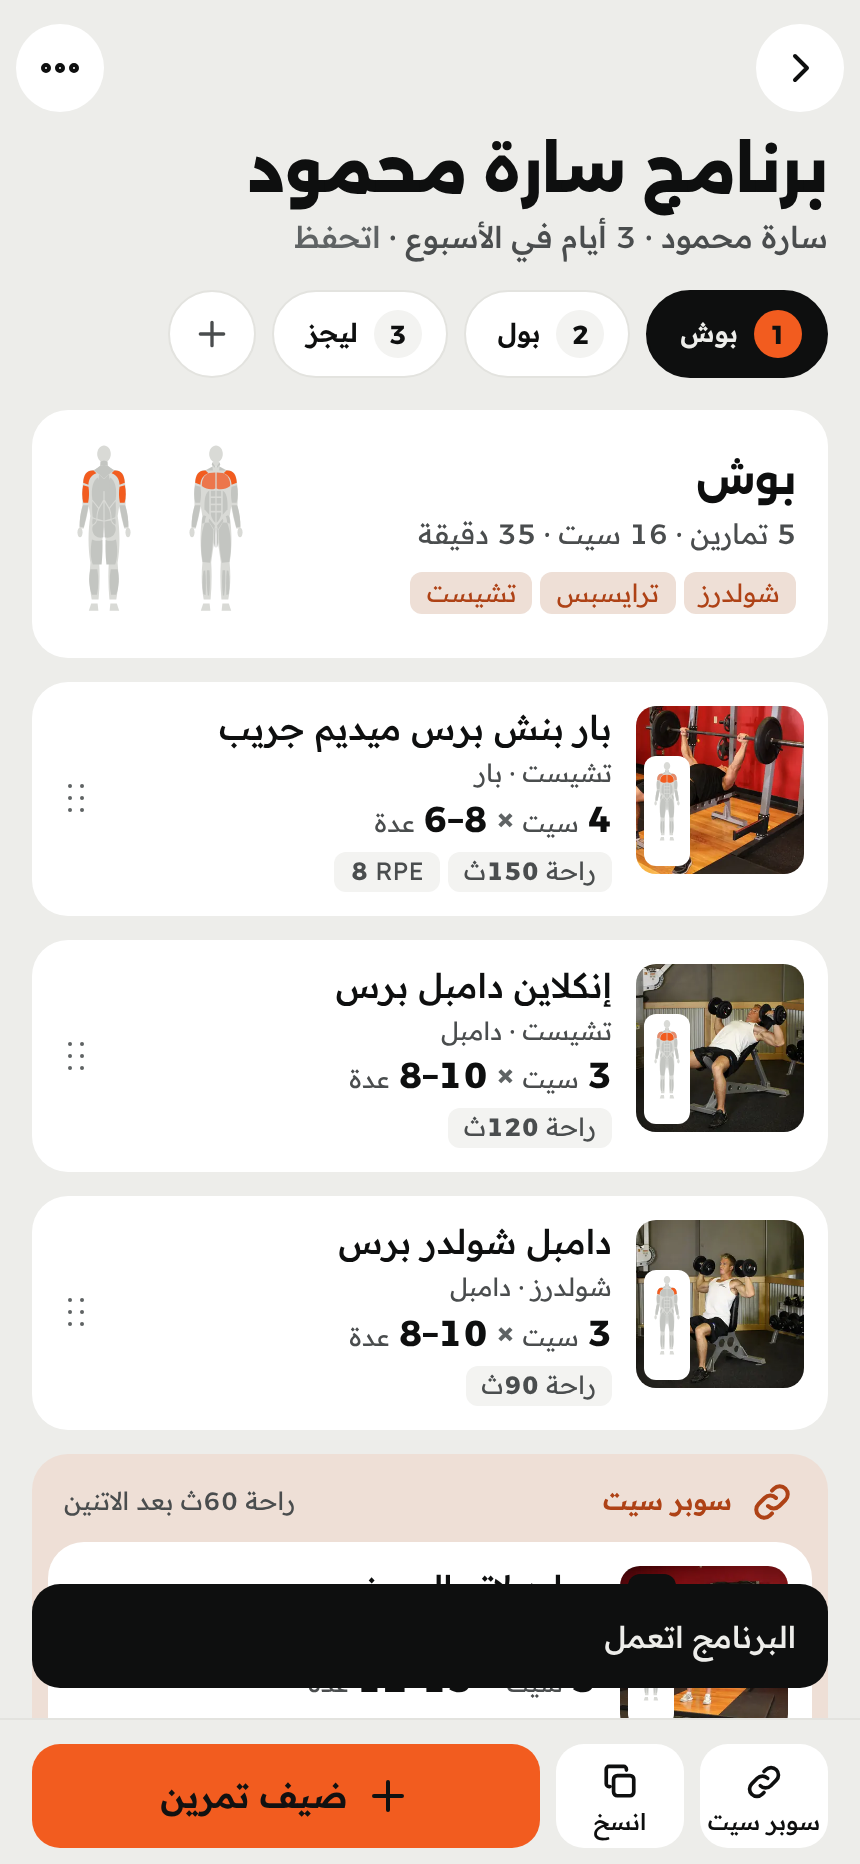 برنامج سارة محمود
سارة محمود · 3 أيام في الأسبوع · اتحفظ
1 بوش
2 بول
3 ليجز
بوش
5 تمارين · 16 سيت · 35 دقيقة
شولدرز
ترايسبس
تشيست
بار بنش برس ميديم جريب
تشيست · بار
4 سيت × 6–8 عدة
راحة 150ث
8 RPE
إنكلاين دامبل برس
تشيست · دامبل
3 سيت × 8–10 عدة
راحة 120ث
دامبل شولدر برس
شولدرز · دامبل
3 سيت × 8–10 عدة
راحة 90ث
سوبر سيت
راحة 60ث بعد الاتنين
البرنامج اتعمل
سوبر سيت
انسخ
ضيف تمرين